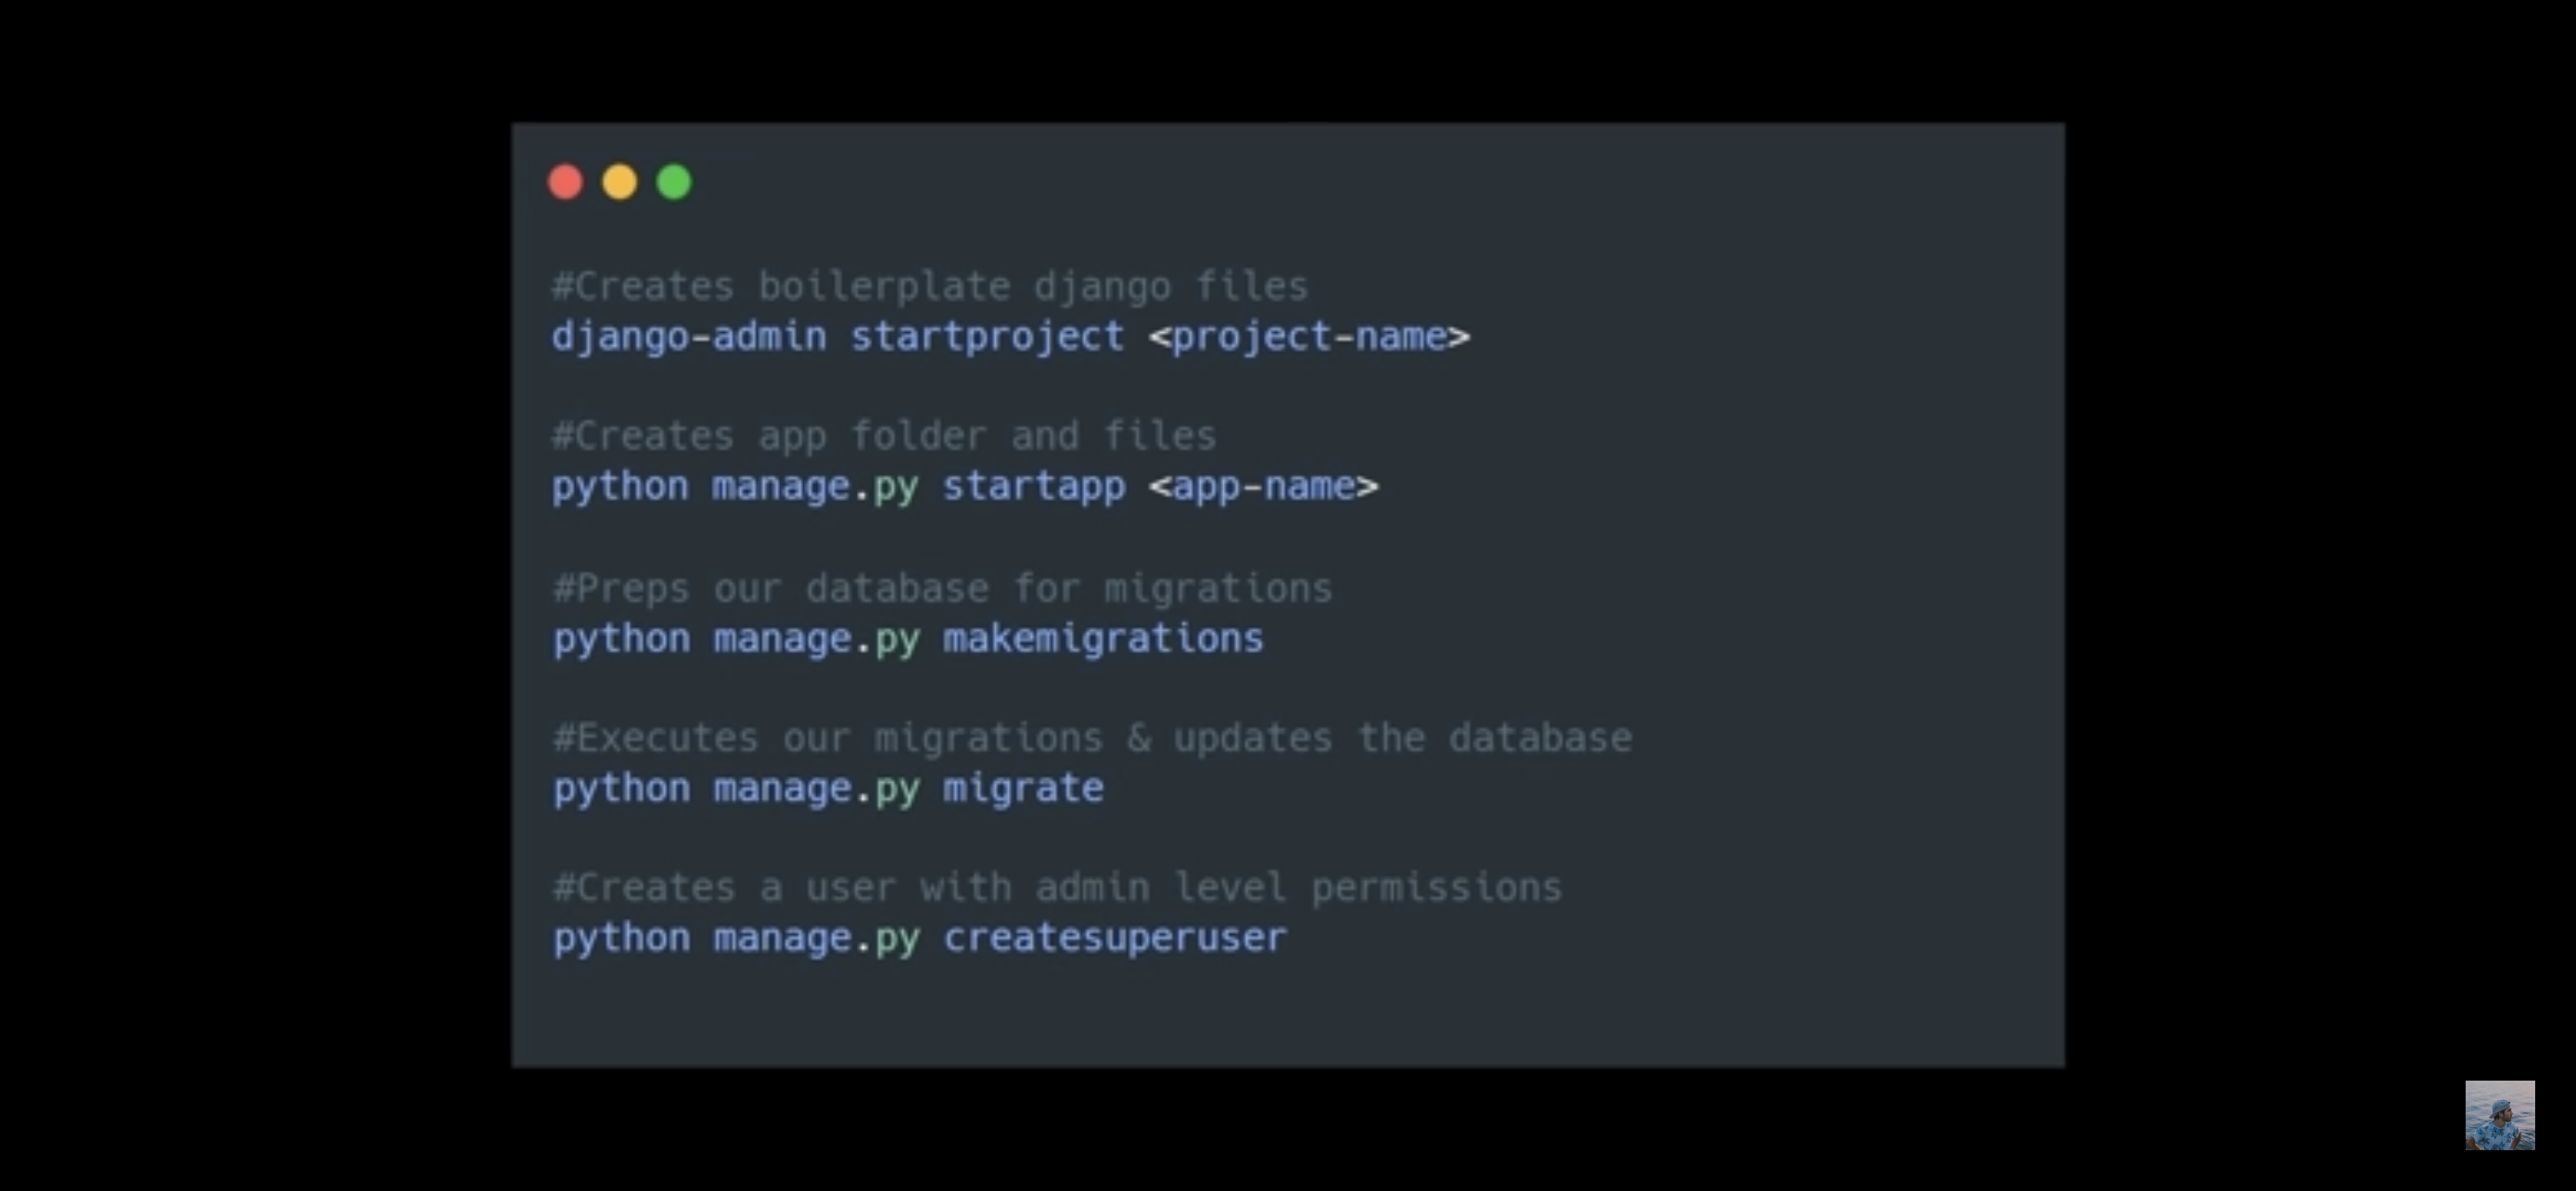 #Creates boilerplate django files
django-admin startproject <project-name>
#Creates app folder and files
python manage.py startapp <app-name>
#Preps our database for migrations
python manage.py makemigrations
#Executes our migrations & updates the database
python manage.py migrate
#Creates a user with admin level permissions
python manage.py createsuperuser